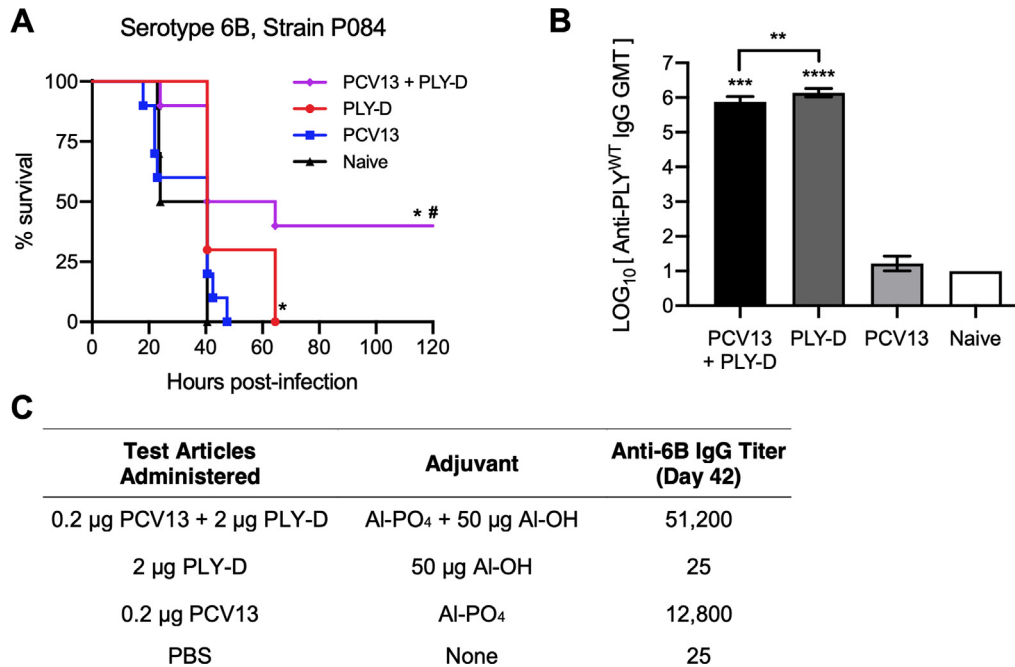 A
Serotype 6B, Strain P084
100
75
50
25
0
% survival
0 20 40 60 80 100 120
Hours post-infection
PCV13 + PLY-D
PLY-D
PCV13
Naive
* #
*
B
**
*** ****
7
6
5
4
3
2
1
0
LOG10 [ Anti-PLYWT IgG GMT ]
PCV13 + PLY-D
PLY-D
PCV13
Naive
C
Test Articles Administered
Adjuvant
Anti-6B IgG Titer (Day 42)
0.2 µg PCV13 + 2 µg PLY-D Al-PO₄ + 50 µg Al-OH 51,200
2 µg PLY-D 50 µg Al-OH 25
0.2 µg PCV13 Al-PO₄ 12,800
PBS None 25